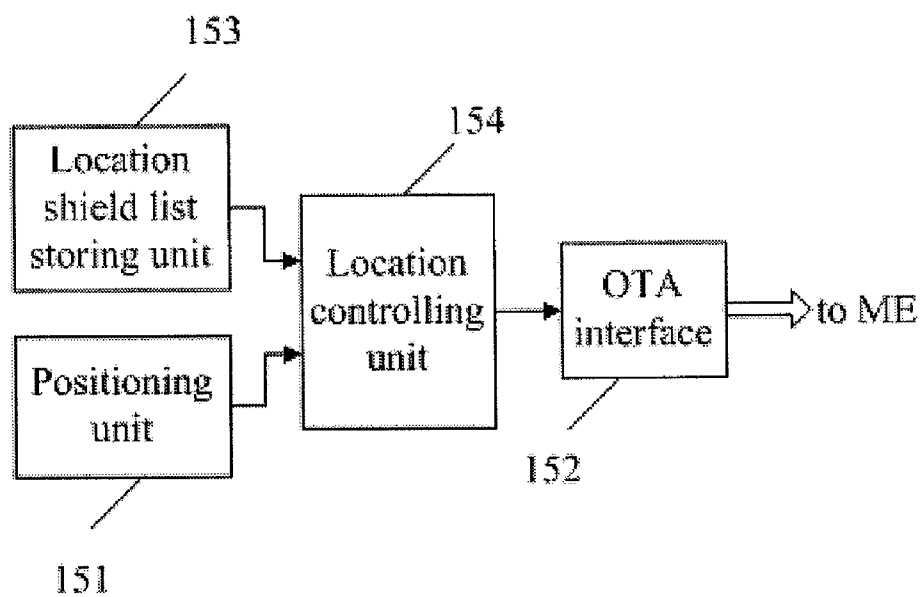 153
Location
shield list
storing unit
154
Location
controlling
unit
OTA
interface
to ME
Positioning
unit
152
151